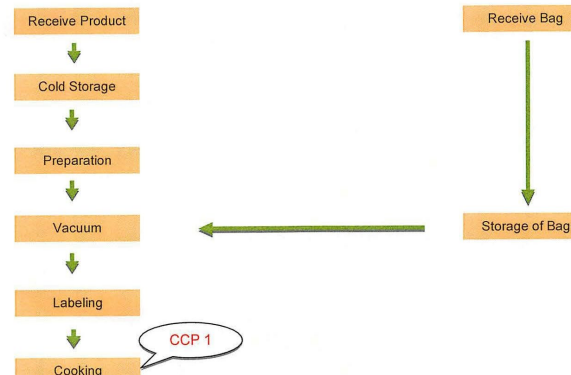 Receive Product
Receive Bag
Cold Storage
Preparation
Vacuum
Storage of Bag
Labeling
CCP 1
Cooking